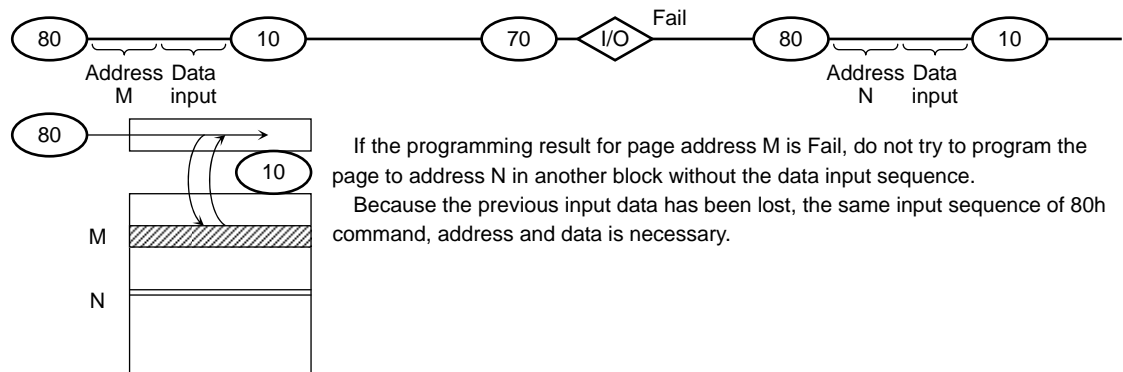 Fail
80 10 70 I/O 80 10
Address Data Address Data
M input N input
80
10
If the programming result for page address M is Fail, do not try to program the
page to address N in another block without the data input sequence.
Because the previous input data has been lost, the same input sequence of 80h
command, address and data is necessary.
M
N